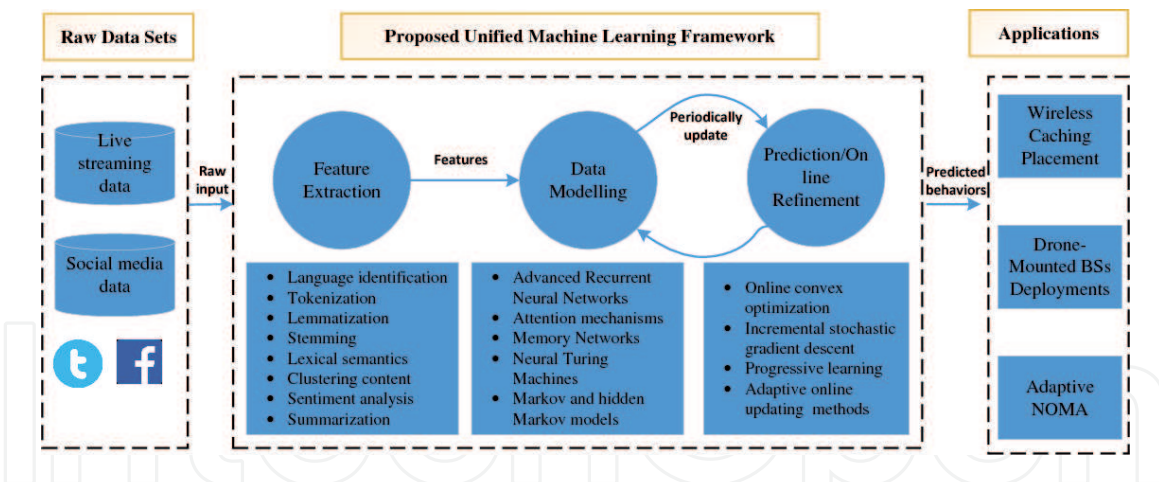 Raw Data Sets
Proposed Unified Machine Learning Framework
Applications
Live
streaming
data
Social media
data
t
f
Raw
input
Feature
Extraction
Features
Data
Modelling
Periodically
update
Prediction/On
line
Refinement
Predicted
behaviors
• Language identification
• Tokenization
• Lemmatization
• Stemming
• Lexical semantics
• Clustering content
• Sentiment analysis
• Summarization
• Advanced Recurrent
Neural Networks
• Attention mechanisms
• Memory Networks
• Neural Turing
Machines
• Markov and hidden
Markov models
• Online convex
optimization
• Incremental stochastic
gradient descent
• Progressive learning
• Adaptive online
updating methods
Wireless
Caching
Placement
Drone-
Mounted BSs
Deployments
Adaptive
NOMA